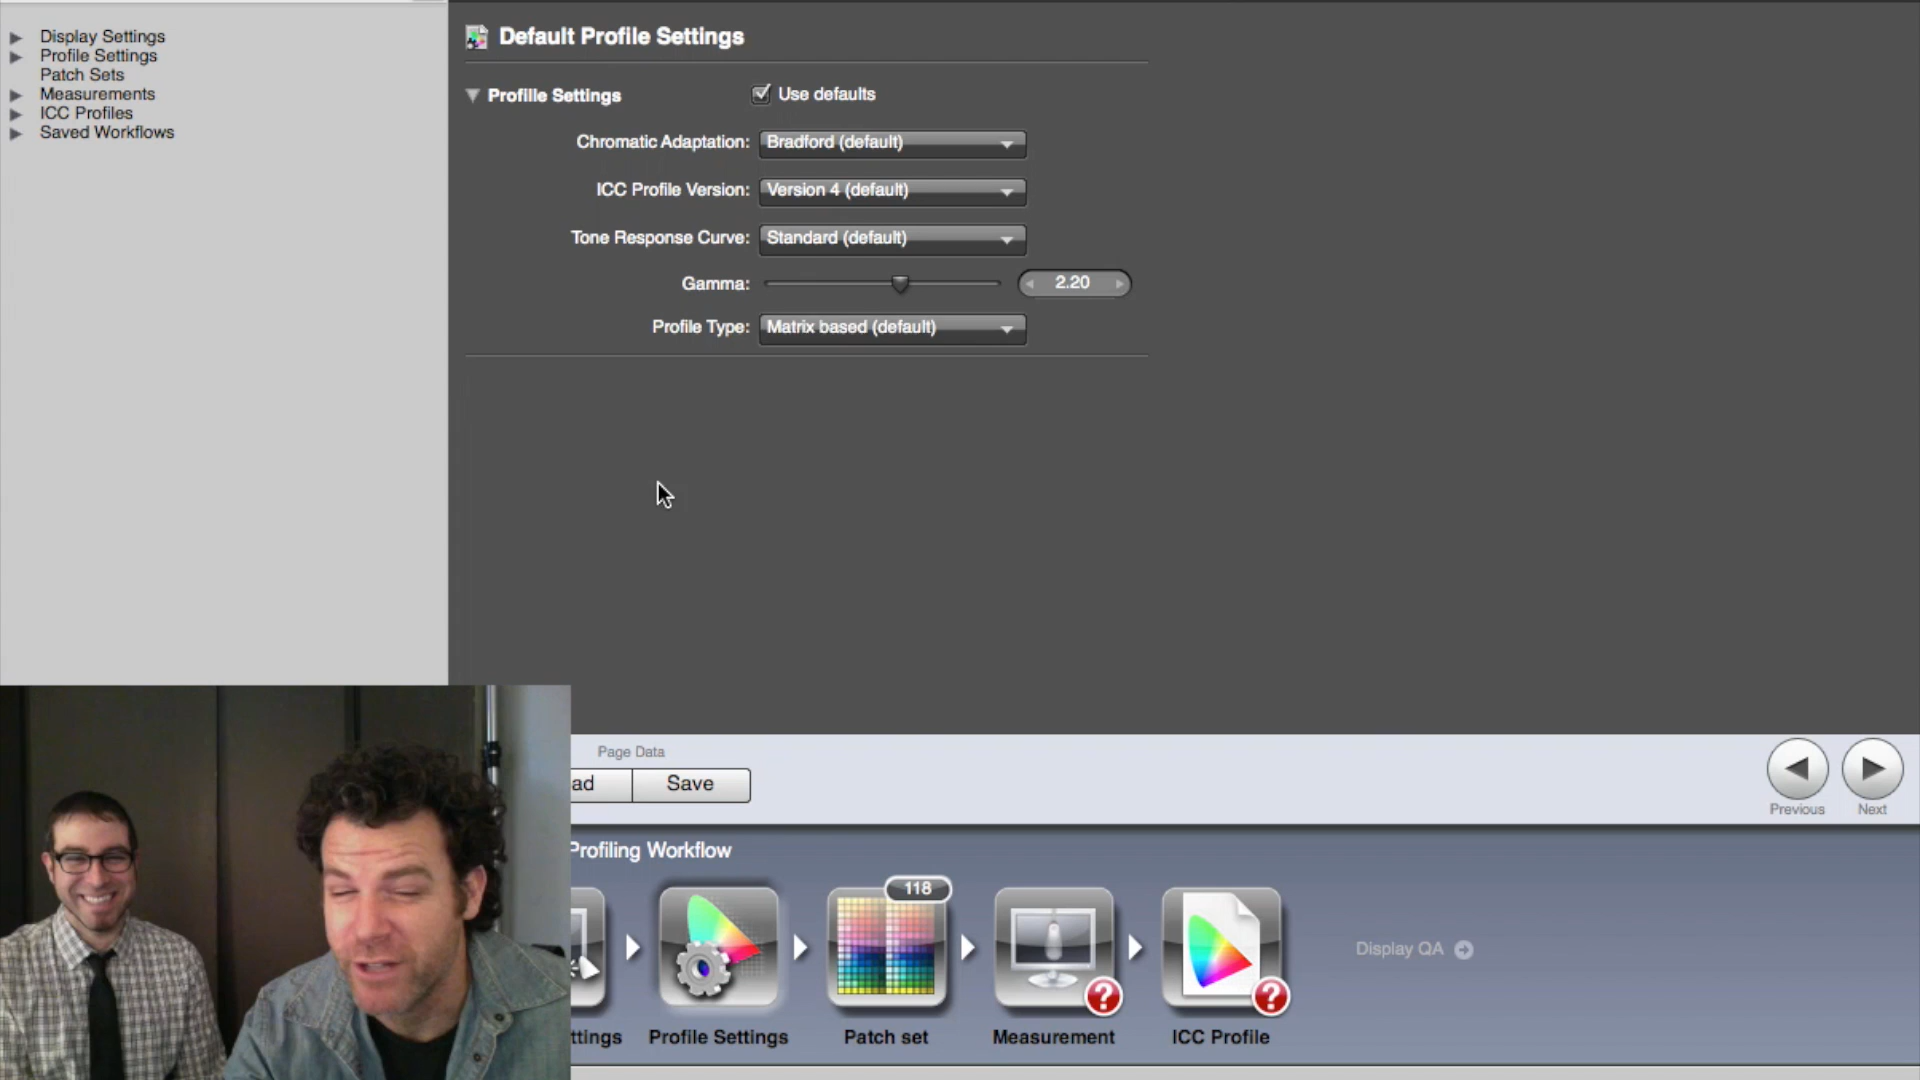 Display Settings
Profile Settings
Patch Sets
Measurements
ICC Profiles
Saved Workflows
Default Profile Settings
Profille Settings
Use defaults
Chromatic Adaptation: Bradford (default)
ICC Profile Version: Version 4 (default)
Tone Response Curve: Standard (default)
Gamma: 2.20
Profile Type: Matrix based (default)
Page Data
ad
Save
Previous
Next
Profiling Workflow
118
Display QA
ttings
Profile Settings
Patch set
Measurement
ICC Profile